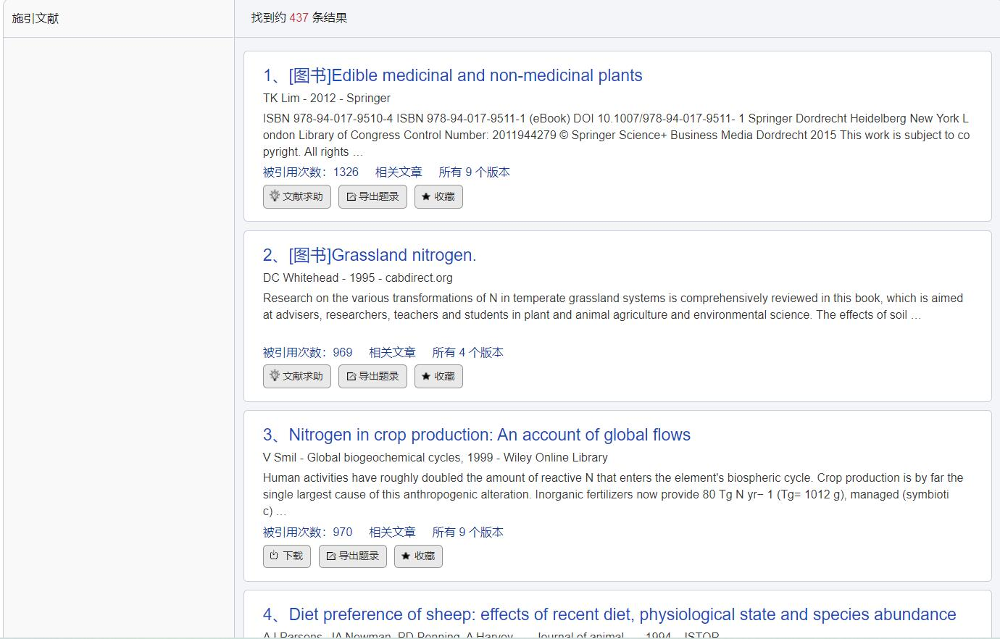 施引文献
找到约 437 条结果
1、[图书]Edible medicinal and non-medicinal plants
TK Lim - 2012 - Springer
ISBN 978-94-017-9510-4 ISBN 978-94-017-9511-1 (eBook) DOI 10.1007/978-94-017-9511- 1 Springer Dordrecht Heidelberg New York L
ondon Library of Congress Control Number: 2011944279 © Springer Science+ Business Media Dordrecht 2015 This work is subject to co
pyright. All rights …
被引用次数：1326 相关文章 所有 9 个版本
文献求助 导出题录 收藏
2、[图书]Grassland nitrogen.
DC Whitehead - 1995 - cabdirect.org
Research on the various transformations of N in temperate grassland systems is comprehensively reviewed in this book, which is aimed
at advisers, researchers, teachers and students in plant and animal agriculture and environmental science. The effects of soil …
被引用次数：969 相关文章 所有 4 个版本
文献求助 导出题录 收藏
3、Nitrogen in crop production: An account of global flows
V Smil - Global biogeochemical cycles, 1999 - Wiley Online Library
Human activities have roughly doubled the amount of reactive N that enters the element's biospheric cycle. Crop production is by far the
single largest cause of this anthropogenic alteration. Inorganic fertilizers now provide 80 Tg N yr− 1 (Tg= 1012 g), managed (symbioti
c) …
被引用次数：970 相关文章 所有 9 个版本
下载 导出题录 收藏
4、Diet preference of sheep: effects of recent diet, physiological state and species abundance
AJ Parsons, JA Newman, PD Penning, A Harvey… - Journal of animal …, 1994 - JSTOR